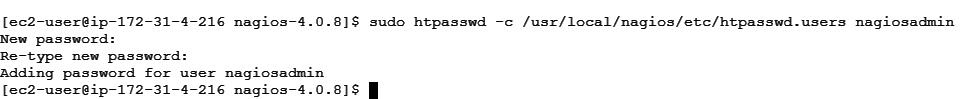 [ec2-user@ip-172-31-4-216 nagios-4.0.8]$ sudo htpasswd -c /usr/local/nagios/etc/htpasswd.users nagiosadmin
New password:
Re-type new password:
Adding password for user nagiosadmin
[ec2-user@ip-172-31-4-216 nagios-4.0.8]$